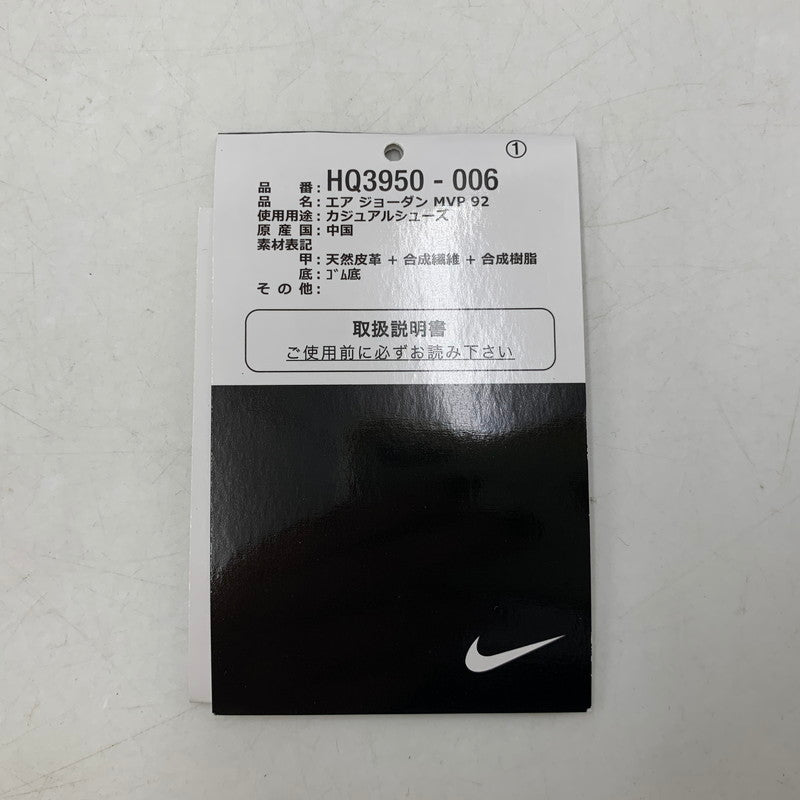 ①
品 番 : HQ3950 - 006
品 名 : エア ジョーダン MVP 92
使用用途 : カジュアルシューズ
原 産 国 : 中国
素材表記
甲 : 天然皮革 + 合成繊維 + 合成樹脂
底 : ｺﾞﾑ底
そ の 他 :
取扱説明書
ご使用前に必ずお読み下さい